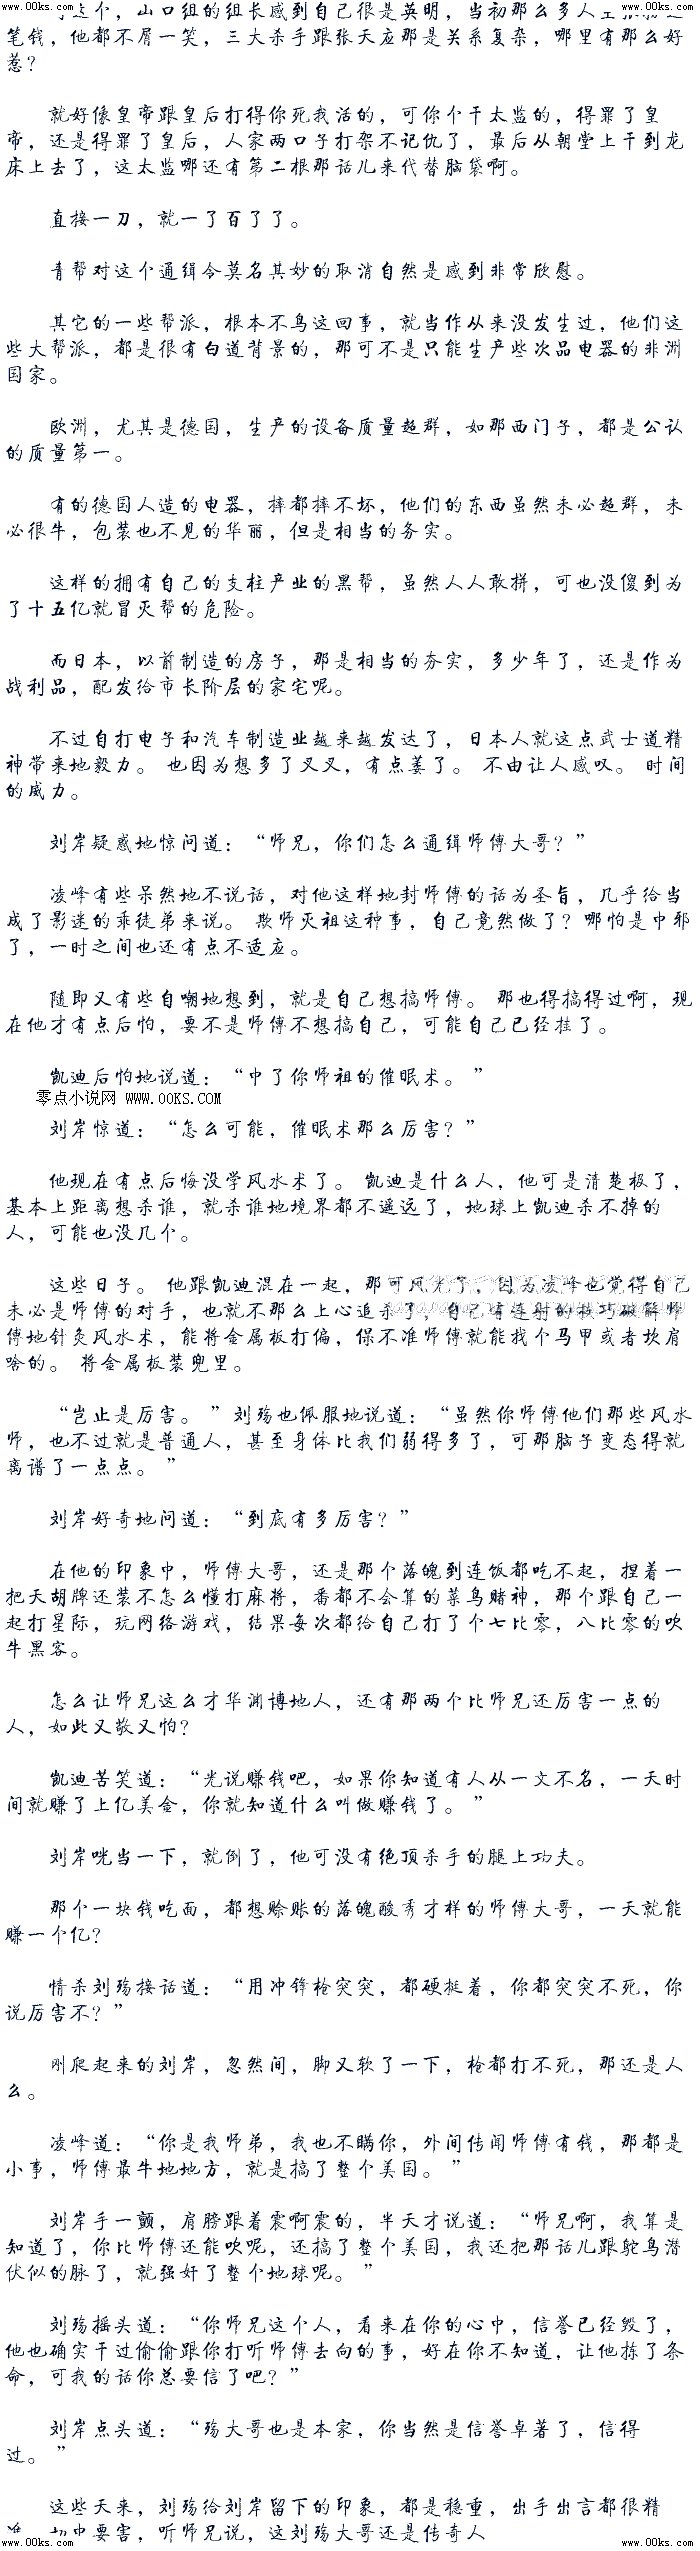 www.00ks.com www.00ks.com
个，山口组的组长感到自己很是英明，当初那么多人
笔钱，他都不屑一笑，三大杀手跟张天应那是关系复杂，哪里有那么好
惹？
就好像皇帝跟皇后打得你死我活的，可你个干太监的，得罪了皇
帝，还是得罪了皇后，人家两口子打架不记仇了，最后从朝堂上干到龙
床上去了，这太监哪还有第二根那话儿来代替脑袋啊。
直接一刀，就一了百了了。
青帮对这个通缉令莫名其妙的取消自然是感到非常欣慰。
其它的一些帮派，根本不鸟这回事，就当作从来没发生过，他们这
些大帮派，都是很有白道背景的，那可不是只能生产些次品电器的非洲
国家。
欧洲，尤其是德国，生产的设备质量超群，如那西门子，都是公认
的质量第一。
有的德国人造的电器，摔都摔不坏，他们的东西虽然未必超群，未
必很牛，包装也不见的华丽，但是相当的务实。
这样的拥有自己的支柱产业的黑帮，虽然人人敢拼，可也没傻到为
了十五亿就冒灭帮的危险。
而日本，以前制造的房子，那是相当的夯实，多少年了，还是作为
战利品，配发给市长阶层的家宅呢。
不过自打电子和汽车制造业越来越发达了，日本人就这点武士道精
神带来地毅力。 也因为想多了叉叉，有点萎了。 不由让人感叹。 时间
的威力。
刘岸疑惑地惊问道：“师兄，你们怎么通缉师傅大哥？”
凌峰有些呆然地不说话，对他这样地封师傅的话为圣旨，几乎给当
成了影迷的乖徒弟来说。 欺师灭祖这种事，自己竟然做了？哪怕是中邪
了，一时之间也还有点不适应。
随即又有些自嘲地想到，就是自己想搞师傅。 那也得搞得过啊，现
在他才有点后怕，要不是师傅不想搞自己，可能自己已经挂了。
凯迪后怕地说道：“中了你师祖的催眠术。”
零点小说网 www.00KS.COM
刘岸惊道：“怎么可能，催眠术那么厉害？”
他现在有点后悔没学风水术了。 凯迪是什么人，他可是清楚极了，
基本上距离想杀谁，就杀谁地境界都不遥远了，地球上凯迪杀不掉的
人，可能也没几个。
这些日子。 他跟凯迪混在一起，那可风光了，因为凌峰也觉得自己
未必是师傅的对手，也就不那么上心追杀了，自己有连射的技巧破解师
傅地针灸风水术，能将金属板打偏，保不准师傅就能找个马甲或者坎肩
啥的。 将金属板装兜里。
“岂止是厉害。”刘殇也佩服地说道：“虽然你师傅他们那些风水
师，也不过就是普通人，甚至身体比我们弱得多了，可那脑子变态得就
离谱了一点点。”
刘岸好奇地问道：“到底有多厉害？”
在他的印象中，师傅大哥，还是那个落魄到连饭都吃不起，捏着一
把天胡牌还装不怎么懂打麻将，番都不会算的菜鸟赌神，那个跟自己一
起打星际，玩网络游戏，结果每次都给自己打了个七比零，八比零的吹
牛黑客。
怎么让师兄这么才华渊博地人，还有那两个比师兄还厉害一点的
人，如此又敬又怕？
凯迪苦笑道：“光说赚钱吧，如果你知道有人从一文不名，一天时
间就赚了上亿美金，你就知道什么叫做赚钱了。”
刘岸咣当一下，就倒了，他可没有绝顶杀手的腿上功夫。
那个一块钱吃面，都想赊账的落魄酸秀才样的师傅大哥，一天就能
赚一个亿？
情杀刘殇接话道：“用冲锋枪突突，都硬挺着，你都突突不死，你
说厉害不？”
刚爬起来的刘岸，忽然间，脚又软了一下，枪都打不死，那还是人
么。
凌峰道：“你是我师弟，我也不瞒你，外间传闻师傅有钱，那都是
小事，师傅最牛地地方，就是搞了整个美国。”
刘岸手一颤，肩膀跟着震啊震的，半天才说道：“师兄啊，我算是
知道了，你比师傅还能吹呢，还搞了整个美国，我还把那话儿跟鸵鸟潜
伏似的脉了，就强奸了整个地球呢。”
刘殇摇头道：“你师兄这个人，看来在你的心中，信誉已经毁了，
他也确实干过偷偷跟你打听师傅去向的事，好在你不知道，让他拣了条
命，可我的话你总要信了吧？”
刘岸点头道：“殇大哥也是本家，你当然是信誉卓著了，信得
过。”
这些天来，刘殇给刘岸留下的印象，都是稳重，出手出言都很精
切中要害，听师兄说，这刘殇大哥还是传奇人
www.00ks.com www.00ks.com